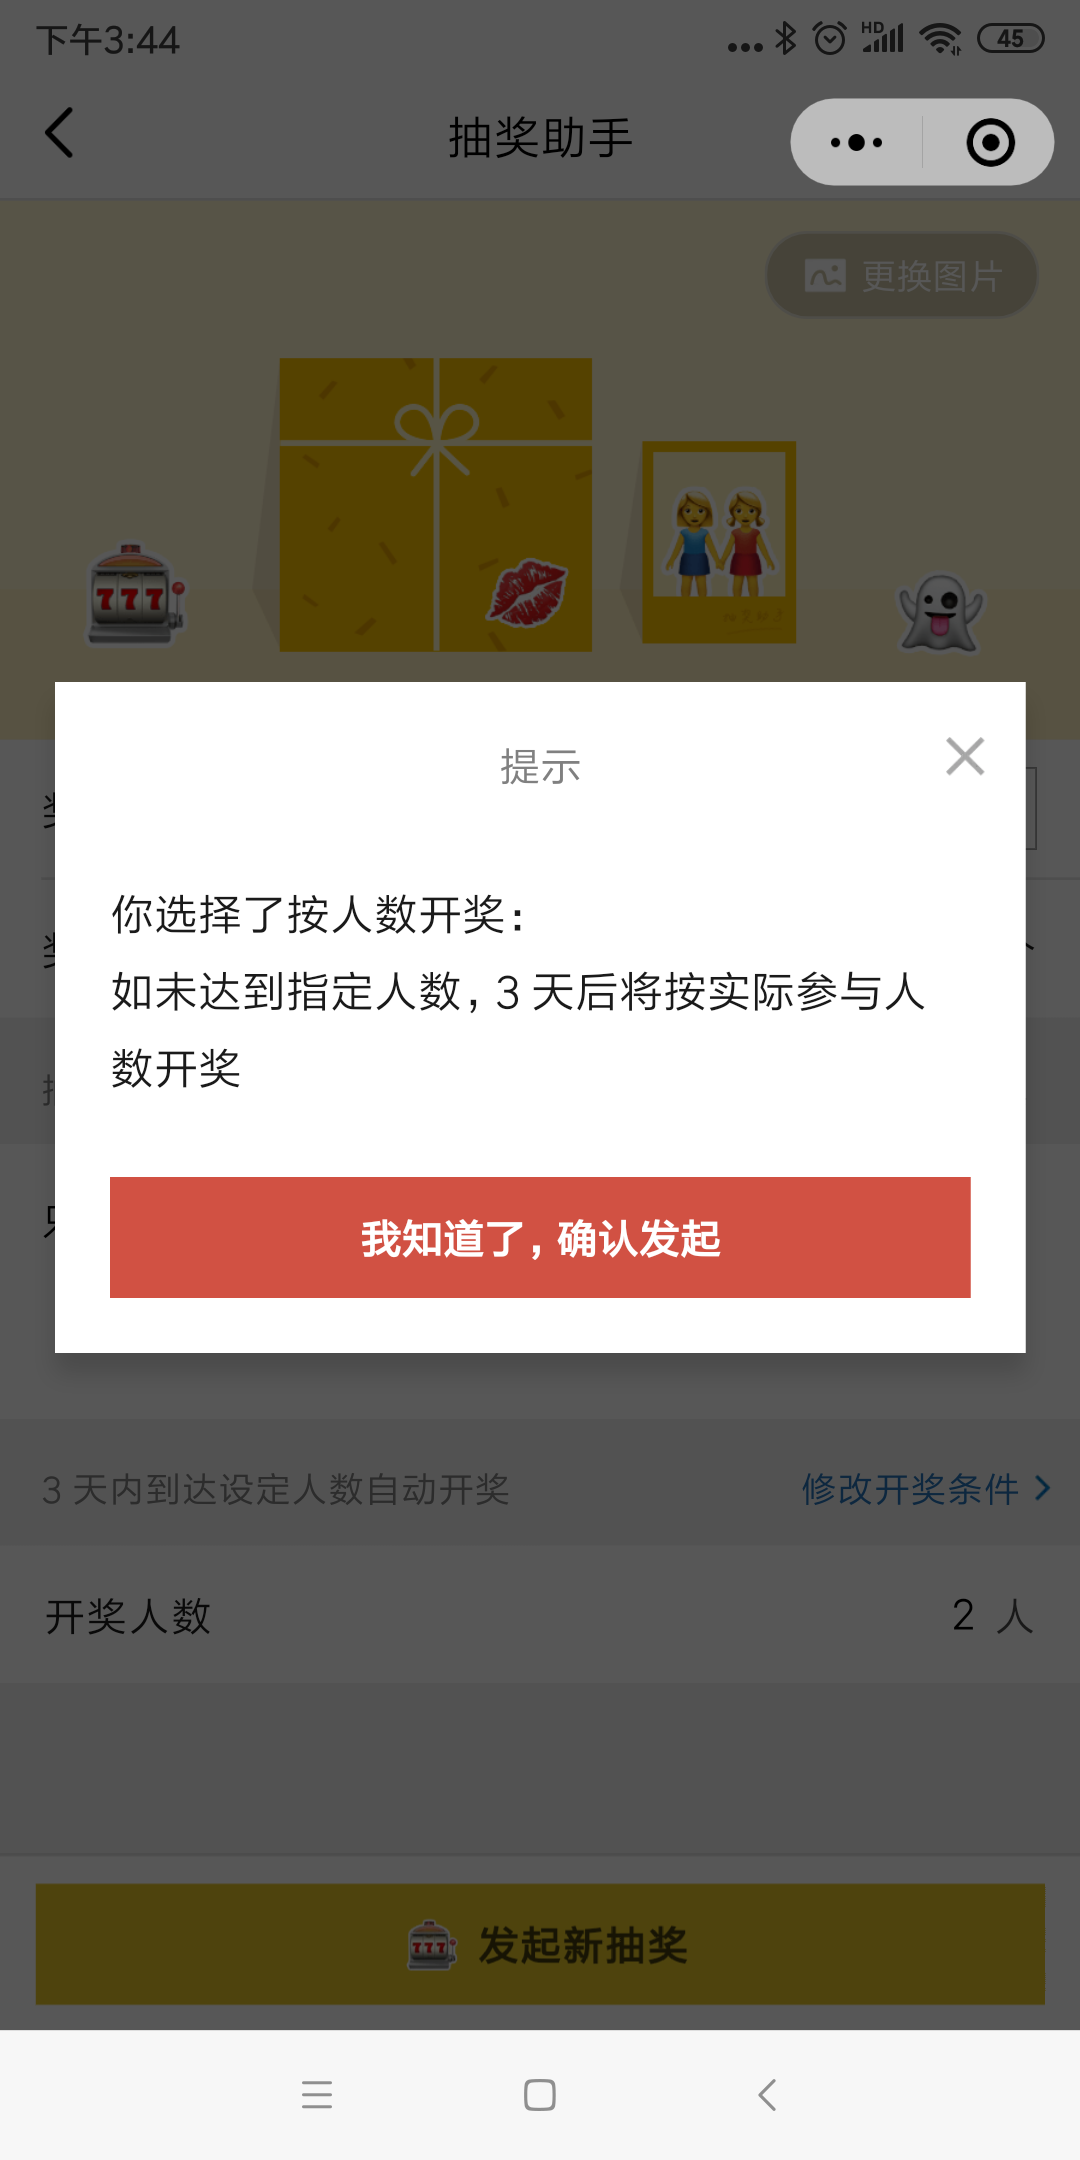 下午3:44
HD
45
抽奖助手
更换图片
777
提示
你选择了按人数开奖：
如未达到指定人数, 3 天后将按实际参与人
数开奖
我知道了, 确认发起
3 天内到达设定人数自动开奖
修改开奖条件
开奖人数
2 人
777
发起新抽奖